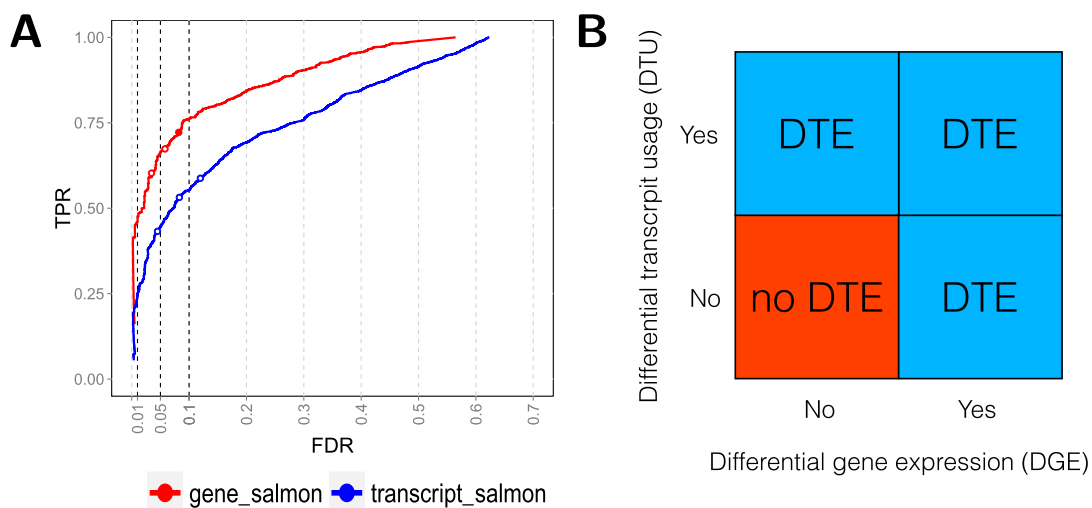 A
TPR
1.00
0.75
0.50
0.25
0.00
0.01
0.05
0.1
0.2
0.3
0.4
0.5
0.6
0.7
FDR
gene_salmon
transcript_salmon
B
Differential transcrpit usage (DTU)
Yes
DTE
DTE
No
no DTE
DTE
No
Yes
Differential gene expression (DGE)